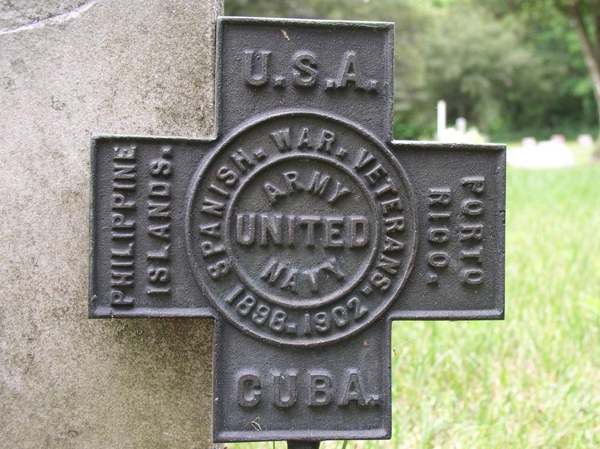 U.S.A.
PHILIPPINE
ISLANDS.
SPANISH. WAR. VETERANS.
1898-1902
ARMY
UNITED
NAVY
PORTO
RICO.
CUBA.